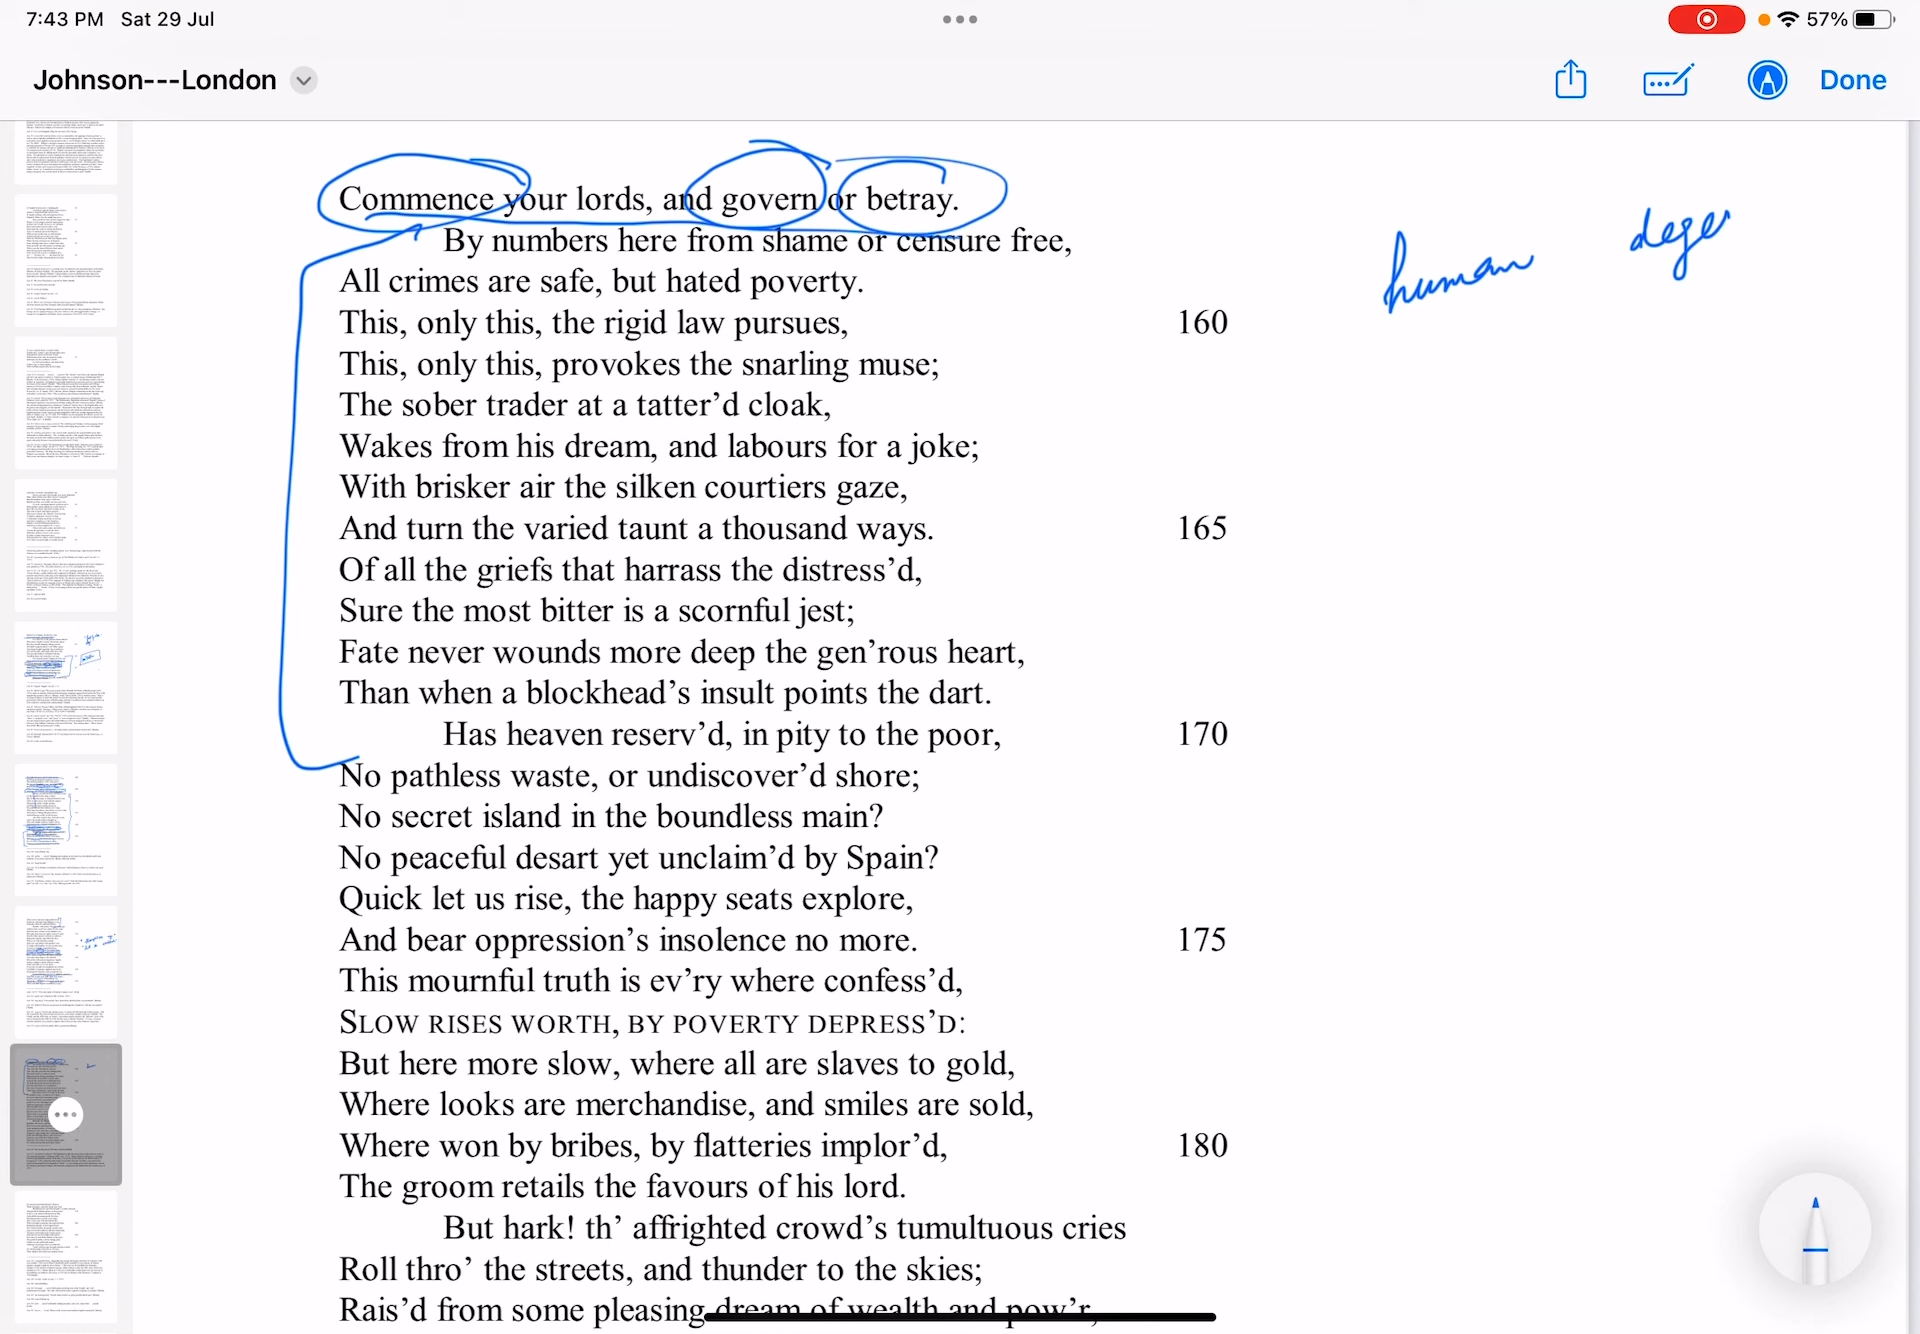 7:43 PM Sat 29 Jul
57%
Johnson---London
Done
Commence your lords, and govern or betray.
By numbers here from shame or censure free,
All crimes are safe, but hated poverty.
This, only this, the rigid law pursues, 160
This, only this, provokes the snarling muse;
The sober trader at a tatter’d cloak,
Wakes from his dream, and labours for a joke;
With brisker air the silken courtiers gaze,
And turn the varied taunt a thousand ways. 165
Of all the griefs that harrass the distress’d,
Sure the most bitter is a scornful jest;
Fate never wounds more deep the gen’rous heart,
Than when a blockhead’s insult points the dart.
Has heaven reserv’d, in pity to the poor, 170
No pathless waste, or undiscover’d shore;
No secret island in the boundless main?
No peaceful desart yet unclaim’d by Spain?
Quick let us rise, the happy seats explore,
And bear oppression’s insolence no more. 175
This mournful truth is ev’ry where confess’d,
SLOW RISES WORTH, BY POVERTY DEPRESS’D:
But here more slow, where all are slaves to gold,
Where looks are merchandise, and smiles are sold,
Where won by bribes, by flatteries implor’d, 180
The groom retails the favours of his lord.
But hark! th’ affrighted crowd’s tumultuous cries
Roll thro’ the streets, and thunder to the skies;
Rais’d from some pleasing dream of wealth and pow’r,
human deger